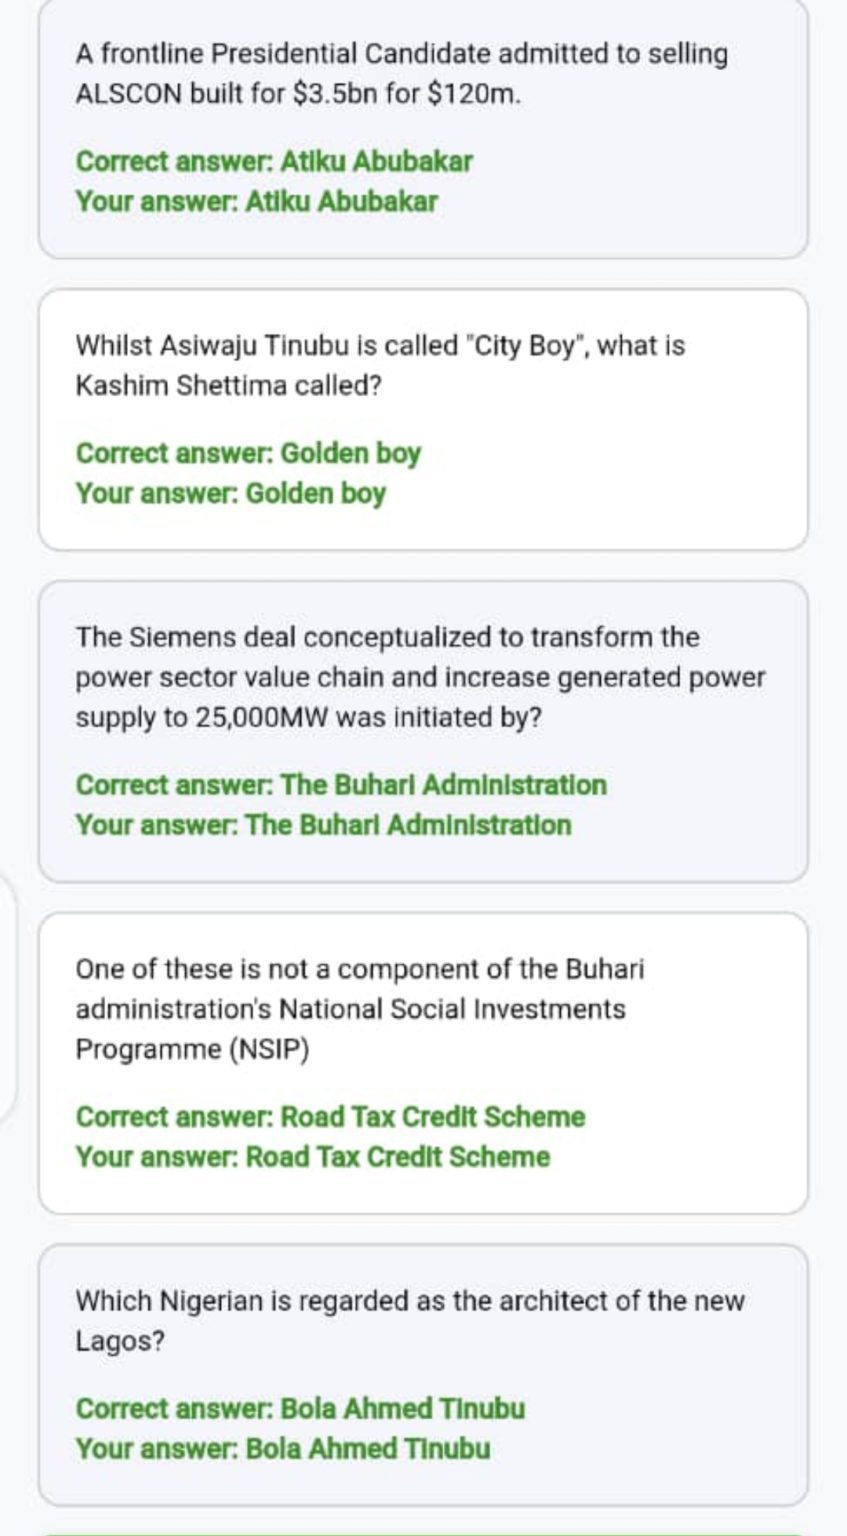 A frontline Presidential Candidate admitted to selling
ALSCON built for $3.5bn for $120m.
Correct answer: Atiku Abubakar
Your answer: Atiku Abubakar
Whilst Asiwaju Tinubu is called "City Boy", what is
Kashim Shettima called?
Correct answer: Golden boy
Your answer: Golden boy
The Siemens deal conceptualized to transform the
power sector value chain and increase generated power
supply to 25,000MW was initiated by?
Correct answer: The Buhari Administration
Your answer: The Buhari Administration
One of these is not a component of the Buhari
administration's National Social Investments
Programme (NSIP)
Correct answer: Road Tax Credit Scheme
Your answer: Road Tax Credit Scheme
Which Nigerian is regarded as the architect of the new
Lagos?
Correct answer: Bola Ahmed Tinubu
Your answer: Bola Ahmed Tinubu